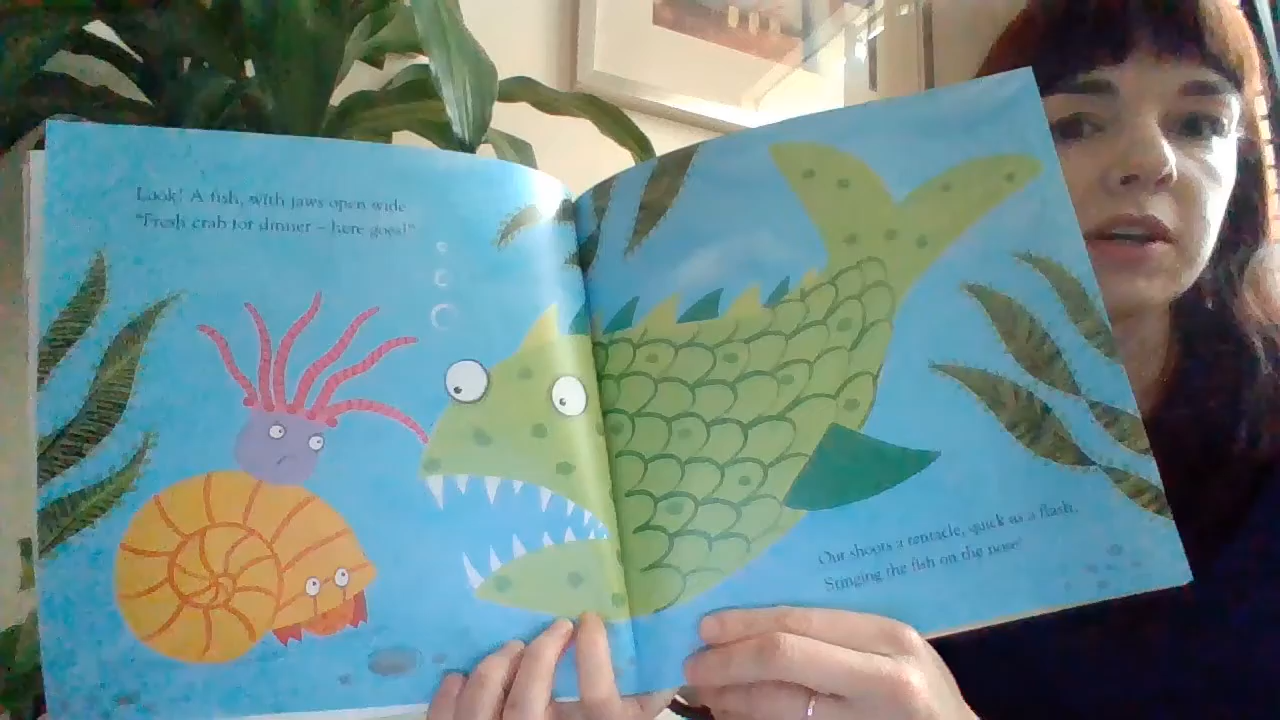 Look! A fish, with jaws open wide
"Fresh crab for dinner – here goes!"
Out shoots a tentacle, quick as a flash,
Stinging the fish on the nose!